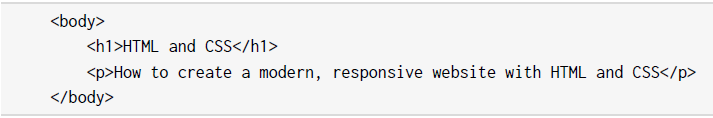 <body>
<h1>HTML and CSS</h1>
<p>How to create a modern, responsive website with HTML and CSS</p>
</body>